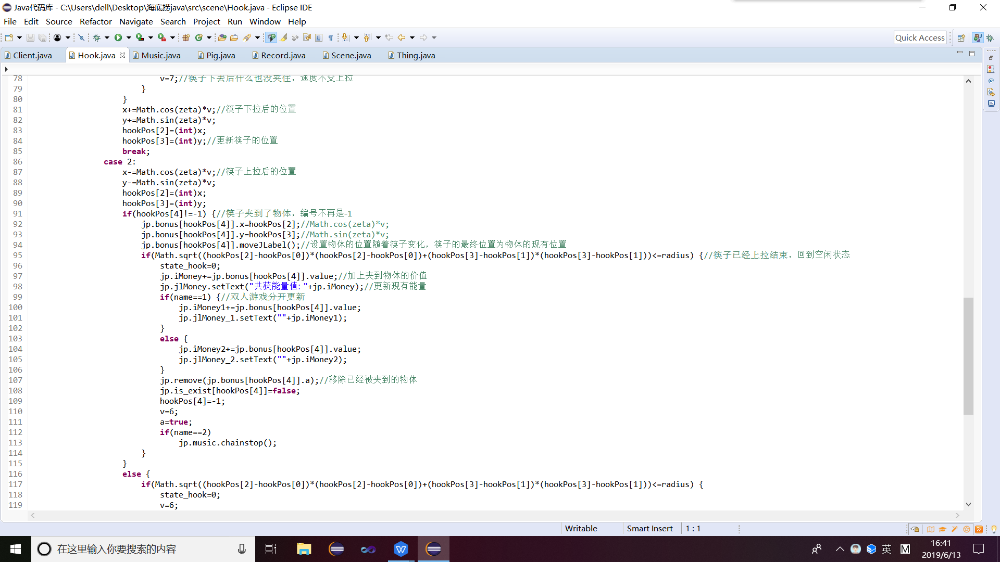 Java代码库 - C:\Users\dell\Desktop\海底捞java\src\scene\Hook.java - Eclipse IDE
File Edit Source Refactor Navigate Search Project Run Window Help
Quick Access
Client.java Hook.java Music.java Pig.java Record.java Scene.java Thing.java
78 v=7;//筷子下去后什么也没夹住，速度不变上拉
79 }
80 }
81 x+=Math.cos(zeta)*v;//筷子下拉后的位置
82 y+=Math.sin(zeta)*v;
83 hookPos[2]=(int)x;
84 hookPos[3]=(int)y;//更新筷子的位置
85 break;
86 case 2:
87 x-=Math.cos(zeta)*v;//筷子上拉后的位置
88 y-=Math.sin(zeta)*v;
89 hookPos[2]=(int)x;
90 hookPos[3]=(int)y;
91 if(hookPos[4]!=-1) {//筷子夹到了物体，编号不再是-1
92 jp.bonus[hookPos[4]].x=hookPos[2];//Math.cos(zeta)*v;
93 jp.bonus[hookPos[4]].y=hookPos[3];//Math.sin(zeta)*v;
94 jp.bonus[hookPos[4]].moveJLabel();//设置物体的位置随着筷子变化，筷子的最终位置为物体的现有位置
95 if(Math.sqrt((hookPos[2]-hookPos[0])*(hookPos[2]-hookPos[0])+(hookPos[3]-hookPos[1])*(hookPos[3]-hookPos[1]))<=radius) {//筷子已经上拉结束，回到空闲状态
96 state_hook=0;
97 jp.iMoney+=jp.bonus[hookPos[4]].value;//加上夹到物体的价值
98 jp.jlMoney.setText("共获能量值："+jp.iMoney);//更新现有能量
99 if(name==1) {//双人游戏分开更新
100 jp.iMoney1+=jp.bonus[hookPos[4]].value;
101 jp.jlMoney_1.setText(""+jp.iMoney1);
102 }
103 else {
104 jp.iMoney2+=jp.bonus[hookPos[4]].value;
105 jp.jlMoney_2.setText(""+jp.iMoney2);
106 }
107 jp.remove(jp.bonus[hookPos[4]].a);//移除已经被夹到的物体
108 jp.is_exist[hookPos[4]]=false;
109 hookPos[4]=-1;
110 v=6;
111 a=true;
112 if(name==2)
113 jp.music.chainstop();
114 }
115 }
116 else {
117 if(Math.sqrt((hookPos[2]-hookPos[0])*(hookPos[2]-hookPos[0])+(hookPos[3]-hookPos[1])*(hookPos[3]-hookPos[1]))<=radius) {
118 state_hook=0;
119 v=6;
Writable Smart Insert 1 : 1
在这里输入你要搜索的内容
英 M
16:41
2019/6/13